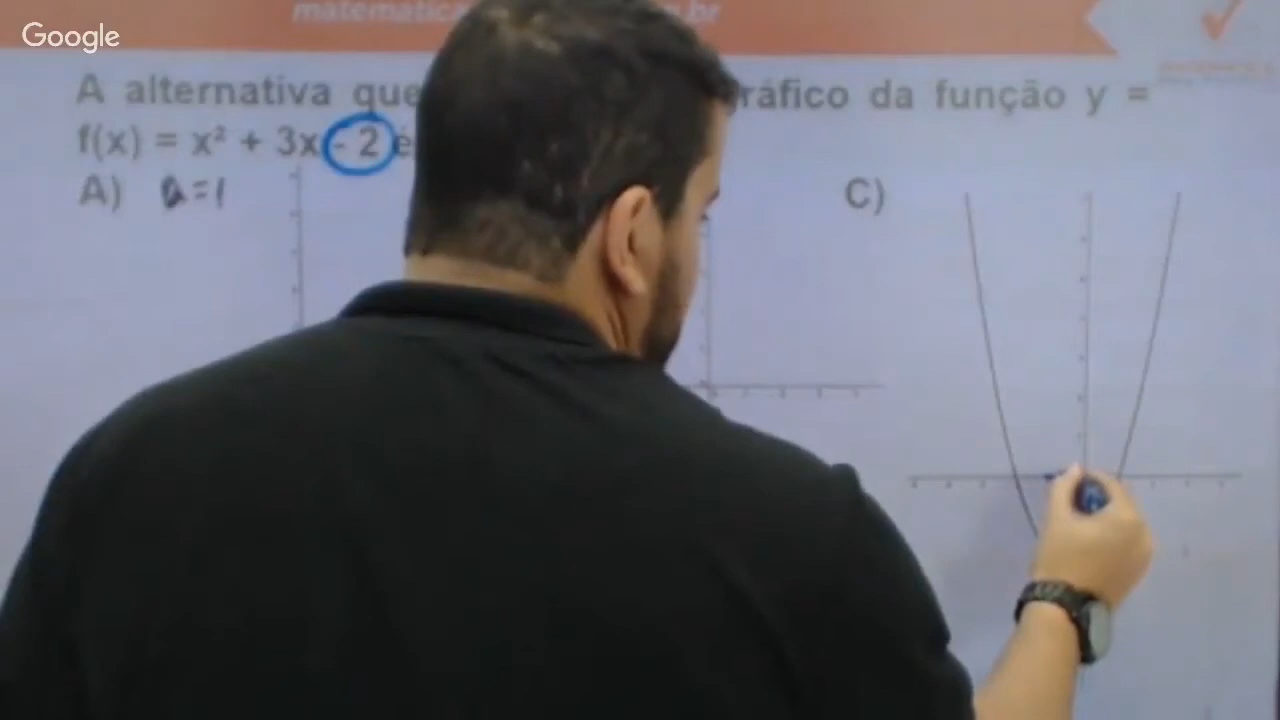 Google
A alternativa que ráfico da função y =
f(x) = x² + 3x - 2 é
A) a=1
C)